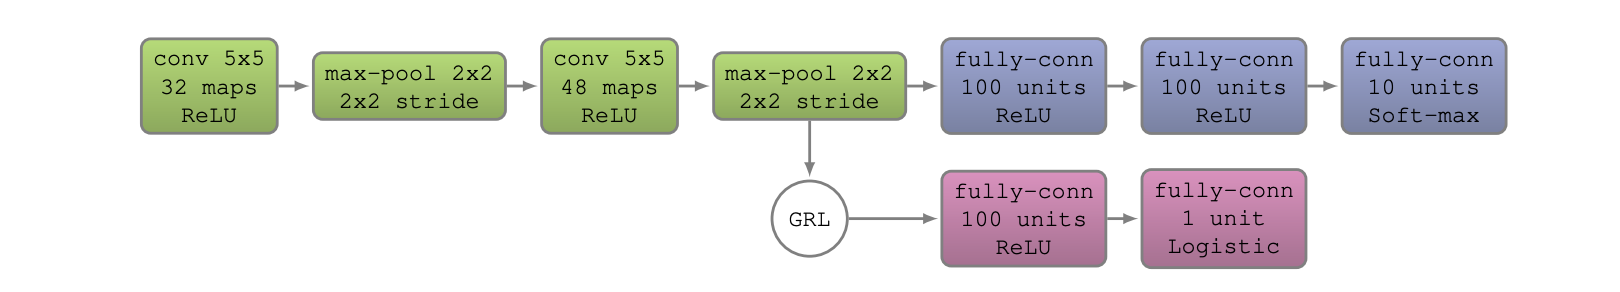 conv 5x5
32 maps
ReLU
max-pool 2x2
2x2 stride
conv 5x5
48 maps
ReLU
max-pool 2x2
2x2 stride
fully-conn
100 units
ReLU
fully-conn
100 units
ReLU
fully-conn
10 units
Soft-max
GRL
fully-conn
100 units
ReLU
fully-conn
1 unit
Logistic